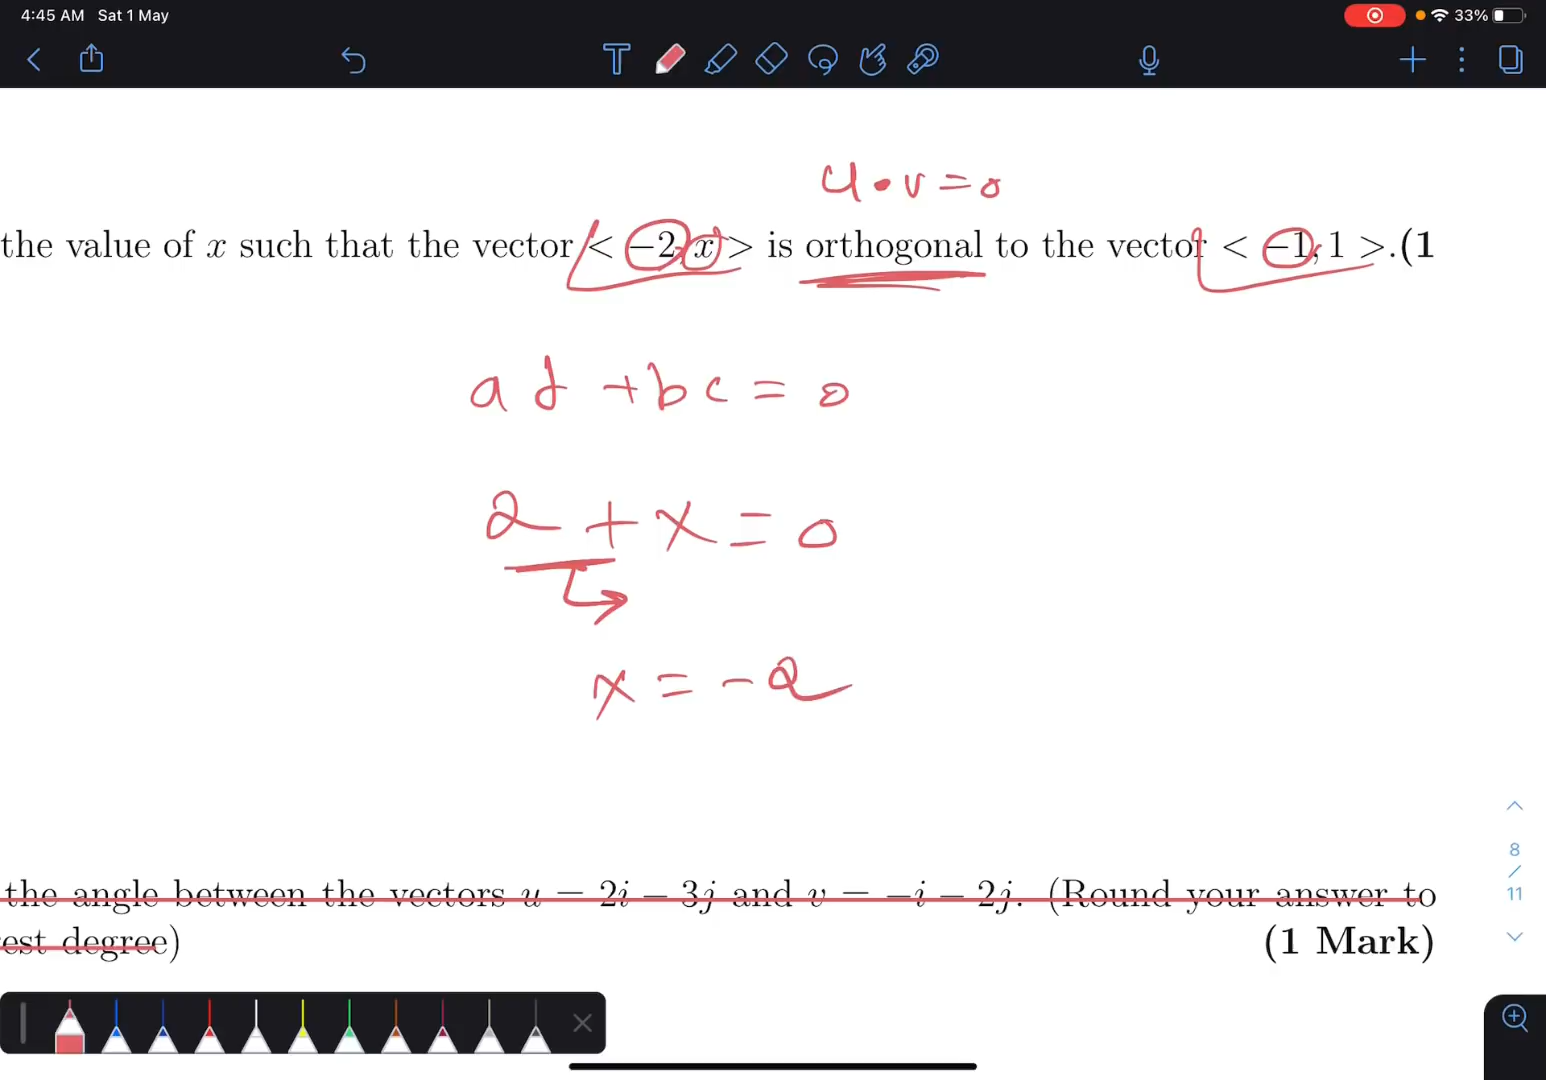 4:45 AM Sat 1 May
33%
T
u • v = 0
the value of x such that the vector < −2, x > is orthogonal to the vector < −1, 1 >.(1
ad + bc = 0
2 + x = 0
x = -2
8
/
11
the angle between the vectors u = 2i − 3j and v = −i − 2j. (Round your answer to
est degree)
(1 Mark)